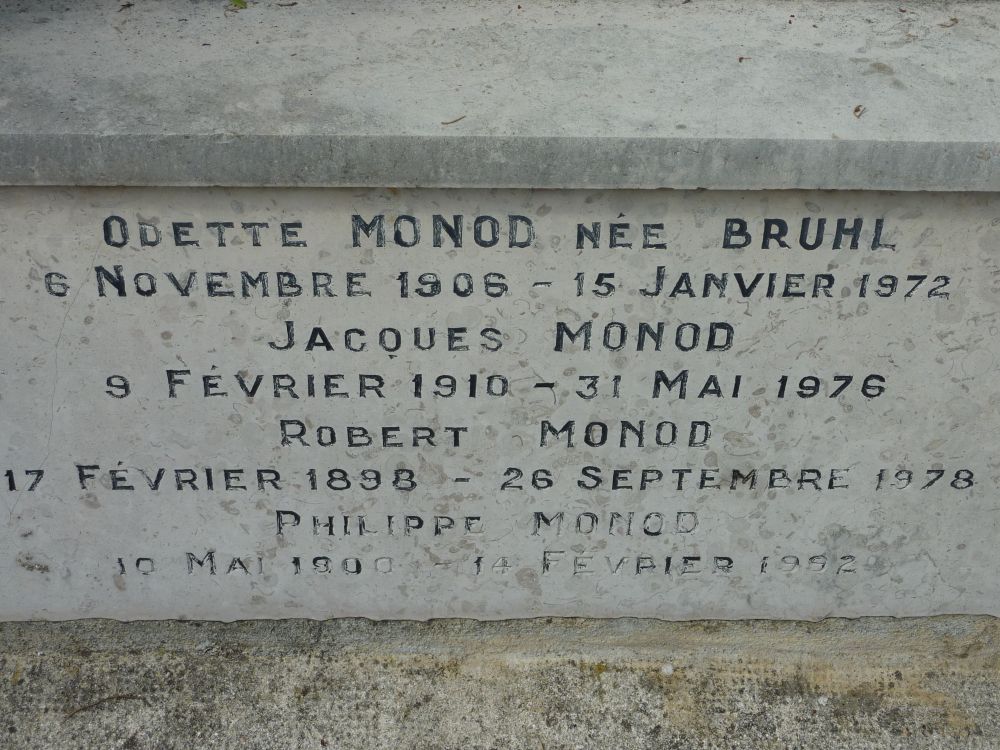 ODETTE MONOD NÉE BRUHL
6 NOVEMBRE 1906 - 15 JANVIER 1972
JACQUES MONOD
9 FÉVRIER 1910 - 31 MAI 1976
ROBERT MONOD
17 FÉVRIER 1898 - 26 SEPTEMBRE 1978
PHILIPPE MONOD
10 MAI 1900 - 14 FÉVRIER 1992